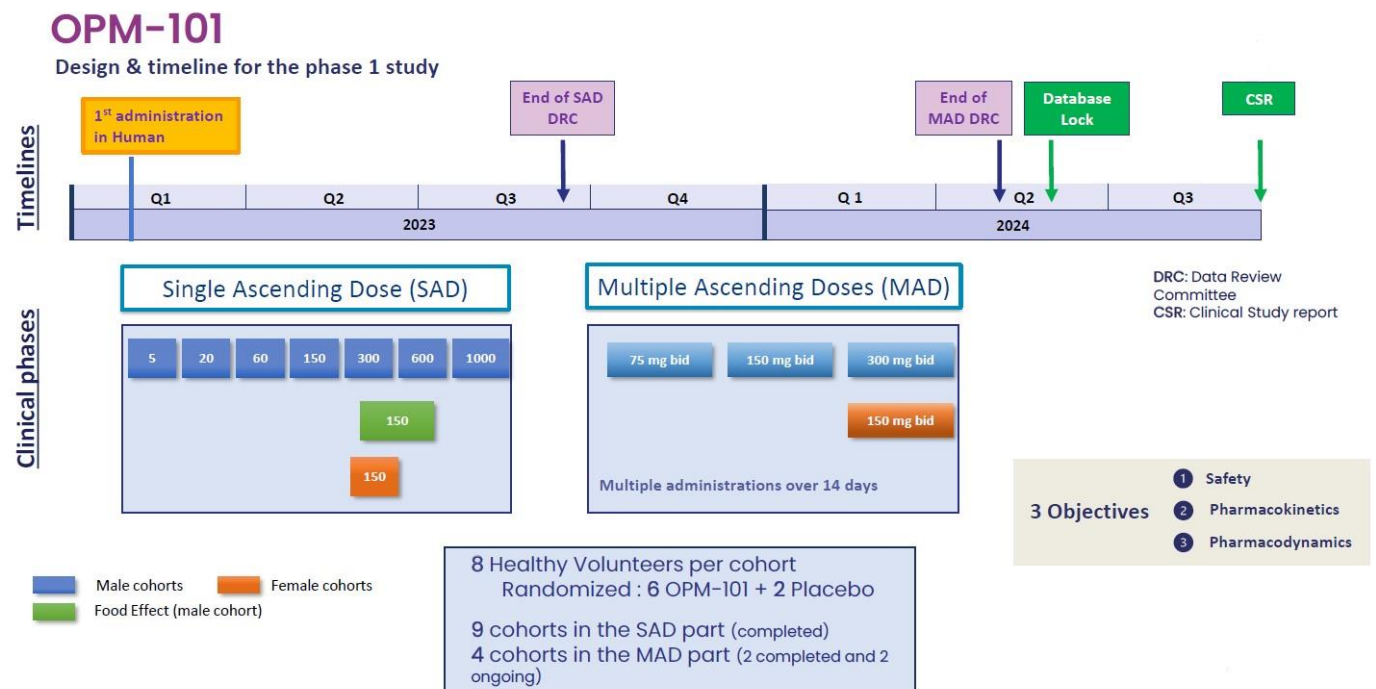 OPM-101
Design & timeline for the phase 1 study
Timelines
1st administration
in Human
End of SAD
DRC
End of
MAD DRC
Database
Lock
CSR
Q1
Q2
Q3
Q4
Q 1
Q2
Q3
2023
2024
Clinical phases
Single Ascending Dose (SAD)
5
20
60
150
300
600
1000
150
150
Multiple Ascending Doses (MAD)
75 mg bid
150 mg bid
300 mg bid
150 mg bid
Multiple administrations over 14 days
DRC: Data Review
Committee
CSR: Clinical Study report
3 Objectives
1 Safety
2 Pharmacokinetics
3 Pharmacodynamics
Male cohorts
Female cohorts
Food Effect (male cohort)
8 Healthy Volunteers per cohort
Randomized : 6 OPM-101 + 2 Placebo
9 cohorts in the SAD part (completed)
4 cohorts in the MAD part (2 completed and 2
ongoing)